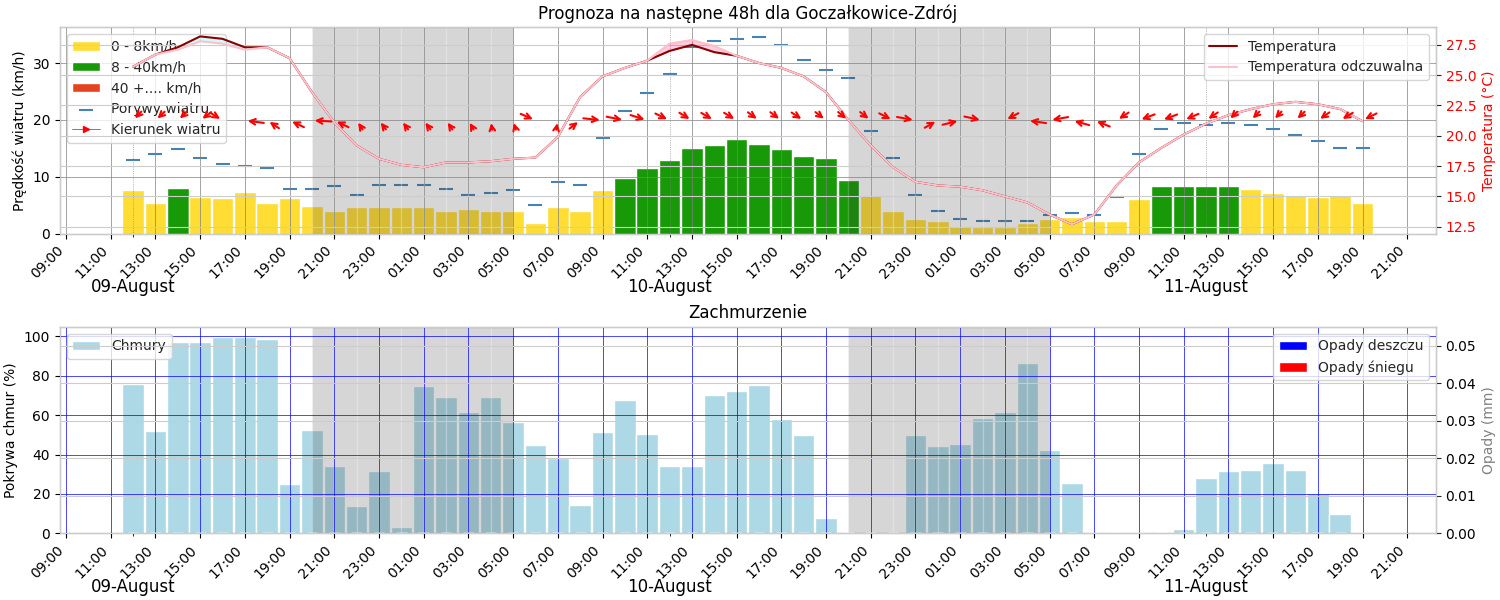 Prognoza na następne 48h dla Goczałkowice-Zdrój
Prędkość wiatru (km/h)
30
20
10
0
0 - 8km/h
8 - 40km/h
40 +.... km/h
Porywy wiatru
Kierunek wiatru
Temperatura
Temperatura odczuwalna
27.5
25.0
22.5
20.0
17.5
15.0
12.5
Temperatura (°C)
09:00 11:00 13:00 15:00 17:00 19:00 21:00 23:00 01:00 03:00 05:00 07:00 09:00 11:00 13:00 15:00 17:00 19:00 21:00 23:00 01:00 03:00 05:00 07:00 09:00 11:00 13:00 15:00 17:00 19:00 21:00
09-August 10-August 11-August
Zachmurzenie
Pokrywa chmur (%)
100
80
60
40
20
0
Chmury
Opady deszczu
Opady śniegu
0.05
0.04
0.03
0.02
0.01
0.00
Opady (mm)
09:00 11:00 13:00 15:00 17:00 19:00 21:00 23:00 01:00 03:00 05:00 07:00 09:00 11:00 13:00 15:00 17:00 19:00 21:00 23:00 01:00 03:00 05:00 07:00 09:00 11:00 13:00 15:00 17:00 19:00 21:00
09-August 10-August 11-August